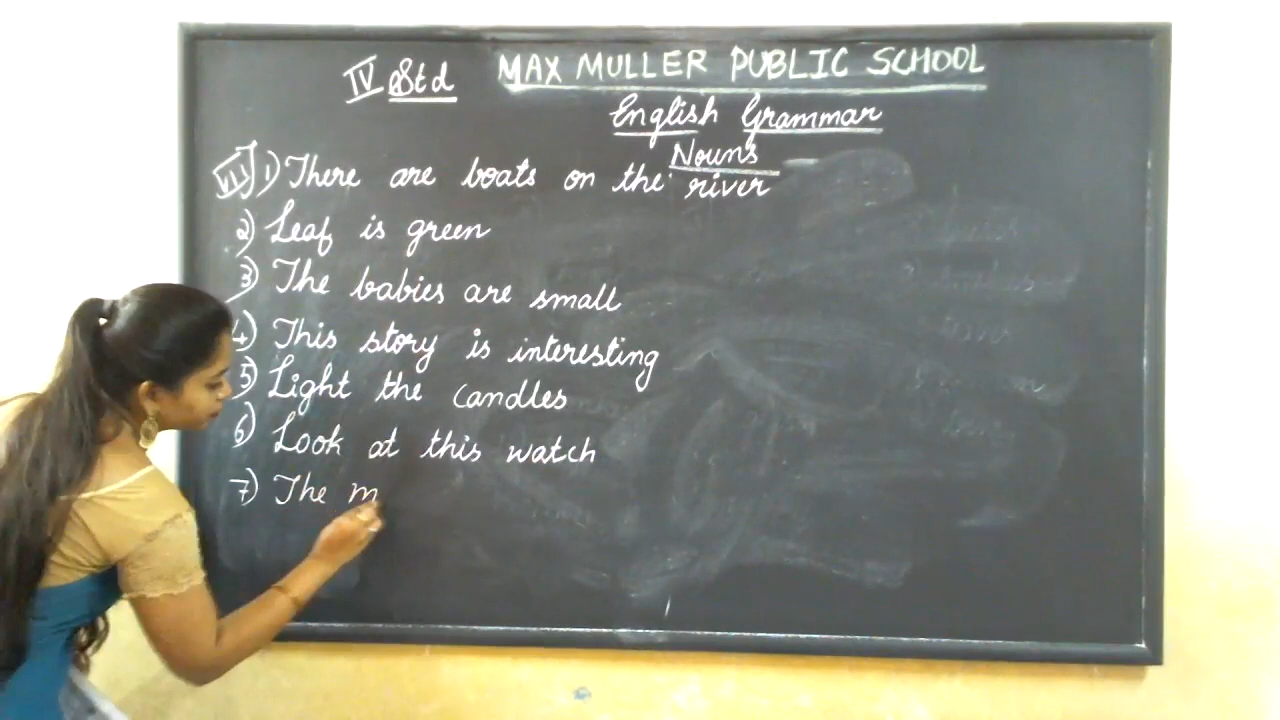 IV Std MAX MULLER PUBLIC SCHOOL
English Grammar
Nouns
VII) 1) There are boats on the river
2) Leaf is green
3) The babies are small
4) This story is interesting
5) Light the candles
6) Look at this watch
7) The m